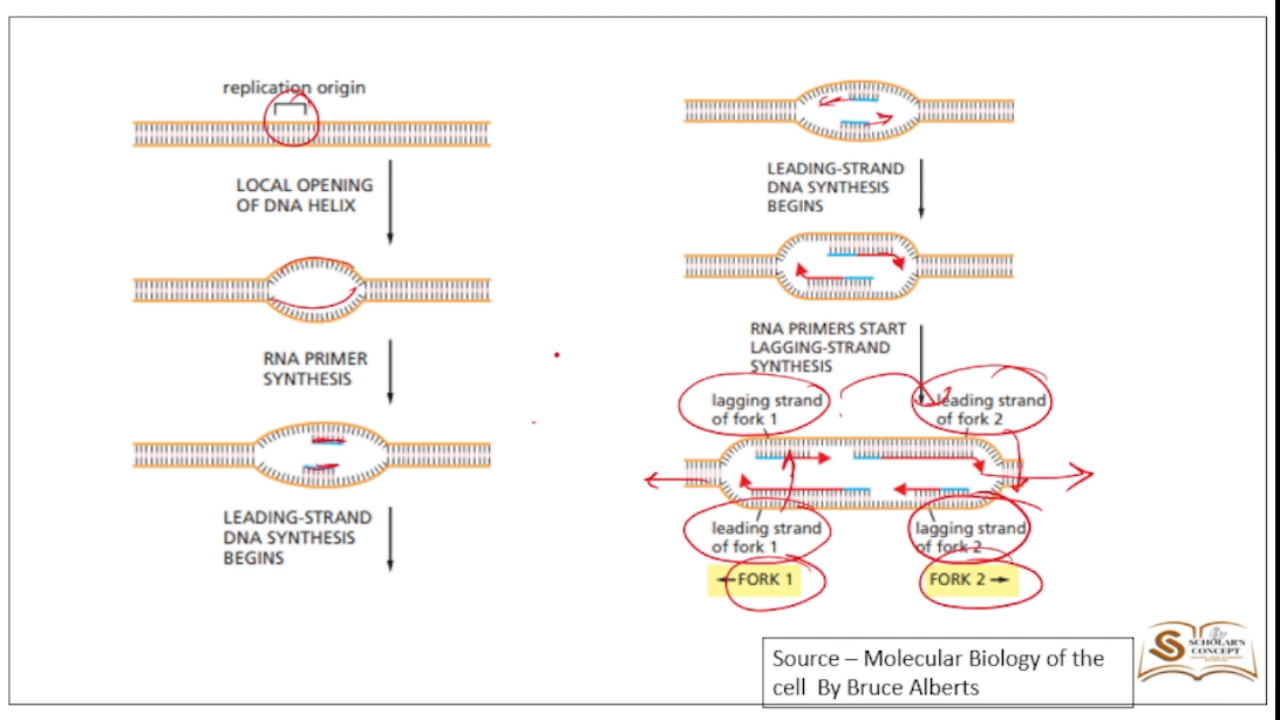 replication origin
LOCAL OPENING
OF DNA HELIX
RNA PRIMER
SYNTHESIS
LEADING-STRAND
DNA SYNTHESIS
BEGINS
LEADING-STRAND
DNA SYNTHESIS
BEGINS
RNA PRIMERS START
LAGGING-STRAND
SYNTHESIS
lagging strand
of fork 1
leading strand
of fork 2
leading strand
of fork 1
lagging strand
of fork 2
←FORK 1
FORK 2→
Source – Molecular Biology of the
cell By Bruce Alberts
SCHOLAR'S
CONCEPT